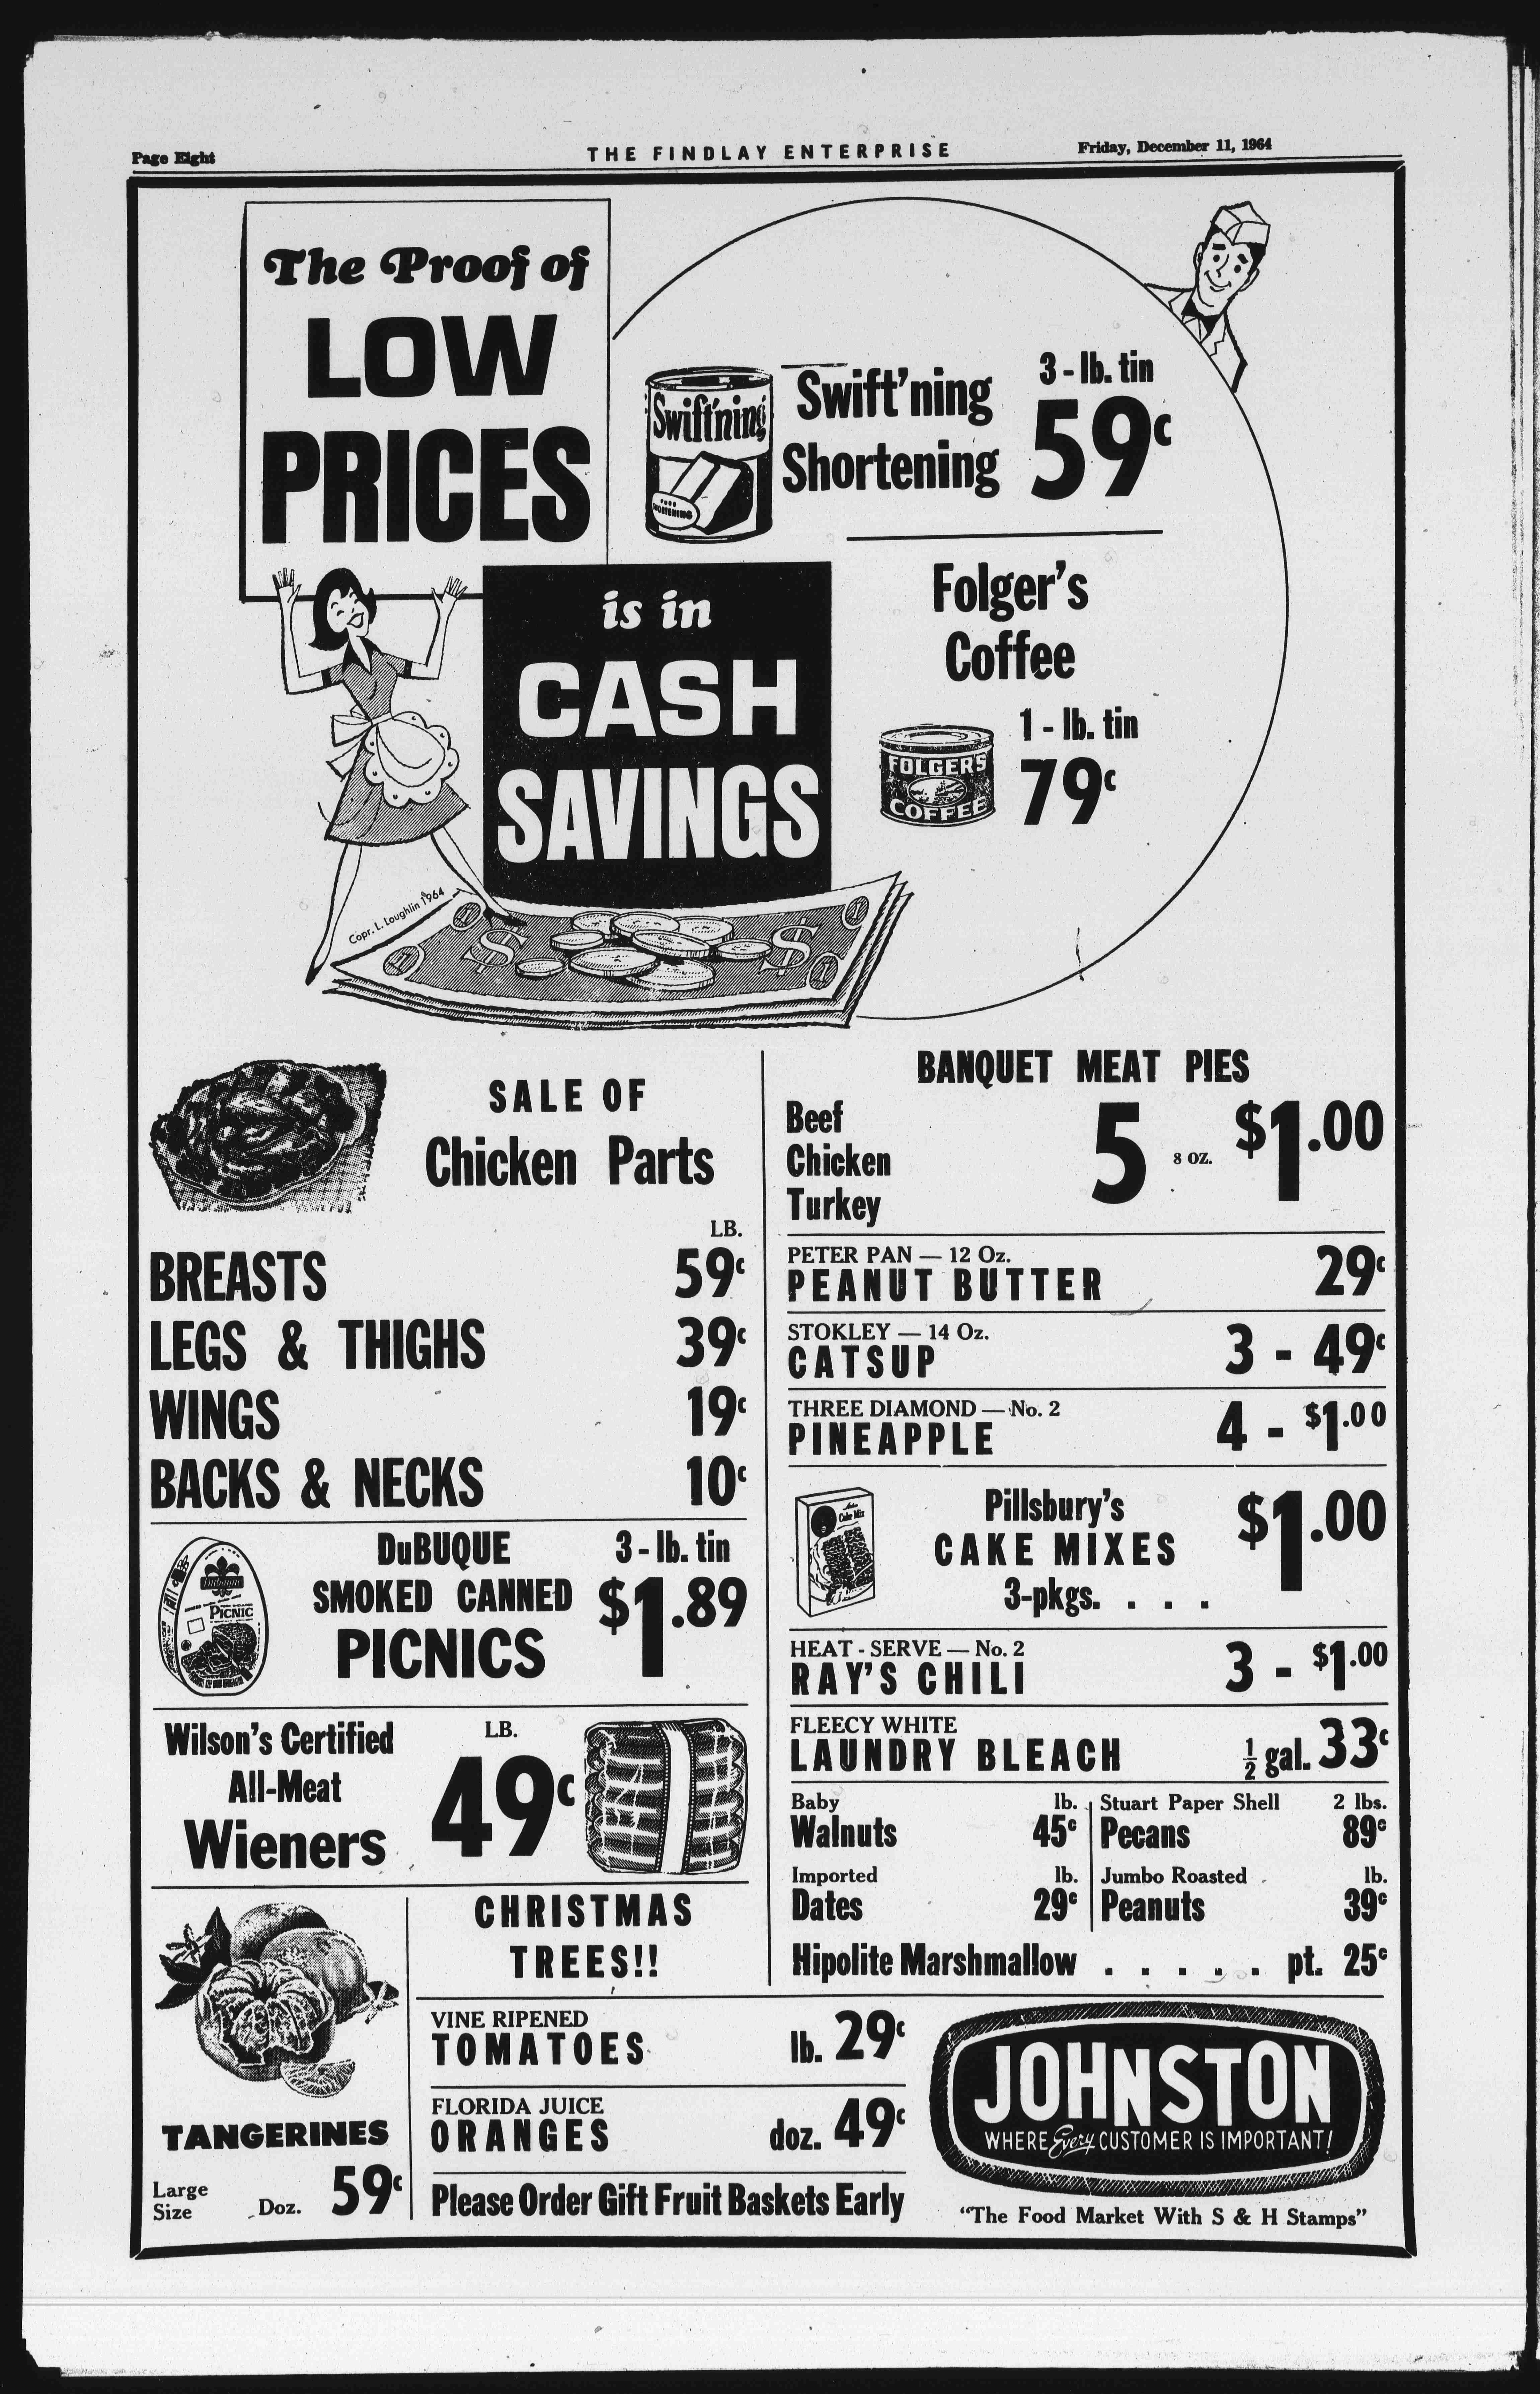 Page Eight
THE FINDLAY ENTERPRISE
Friday, December 11, 1964
The Proof of
LOW
PRICES
is in
CASH
SAVINGS
Copr. L. Loughlin 1964
Swift'ning
Swift'ning
Shortening
3 - lb. tin
59c
Folger's
Coffee
1 - lb. tin
79c
FOLGER'S
COFFEE
SALE OF
Chicken Parts
LB.
BREASTS 59c
LEGS & THIGHS 39c
WINGS 19c
BACKS & NECKS 10c
DuBUQUE
SMOKED CANNED
PICNICS
3 - lb. tin
$1.89
PICNIC
Wilson's Certified
All-Meat
Wieners
LB.
49c
TANGERINES
Large
Size
Doz. 59c
CHRISTMAS
TREES!!
BANQUET MEAT PIES
Beef
Chicken
Turkey
5 8 OZ. $1.00
PETER PAN — 12 Oz.
PEANUT BUTTER 29c
STOKLEY — 14 Oz.
CATSUP 3 - 49c
THREE DIAMOND — No. 2
PINEAPPLE 4 - $1.00
Cake Mix
Pillsbury's
CAKE MIXES
3-pkgs. . . .
$1.00
HEAT - SERVE — No. 2
RAY'S CHILI 3 - $1.00
FLEECY WHITE
LAUNDRY BLEACH ½ gal. 33c
Baby lb.
Walnuts 45c
Imported lb.
Dates 29c
Stuart Paper Shell 2 lbs.
Pecans 89c
Jumbo Roasted lb.
Peanuts 39c
Hipolite Marshmallow . . . . . pt. 25c
VINE RIPENED
TOMATOES lb. 29c
FLORIDA JUICE
ORANGES doz. 49c
Please Order Gift Fruit Baskets Early
JOHNSTON
WHERE Every CUSTOMER IS IMPORTANT!
"The Food Market With S & H Stamps"